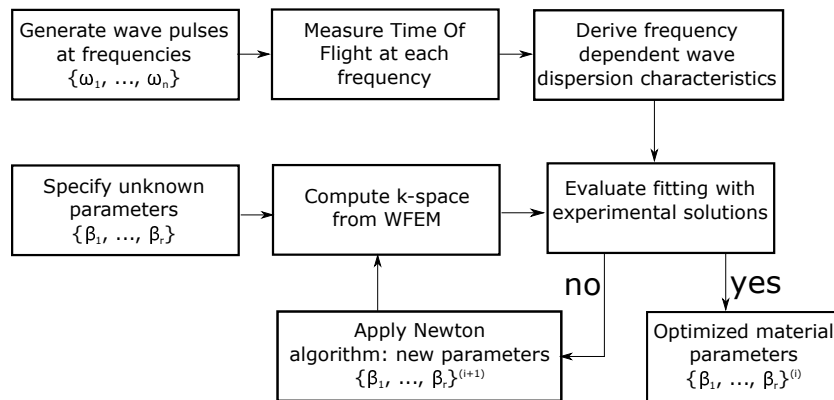 Generate wave pulses
at frequencies
{ω₁, ..., ωₙ}
Measure Time Of
Flight at each
frequency
Derive frequency
dependent wave
dispersion characteristics
Specify unknown
parameters
{β₁, ..., βᵣ}
Compute k-space
from WFEM
Evaluate fitting with
experimental solutions
no
yes
Apply Newton
algorithm: new parameters
{β₁, ..., βᵣ}⁽ⁱ⁺¹⁾
Optimized material
parameters
{β₁, ..., βᵣ}⁽ⁱ⁾